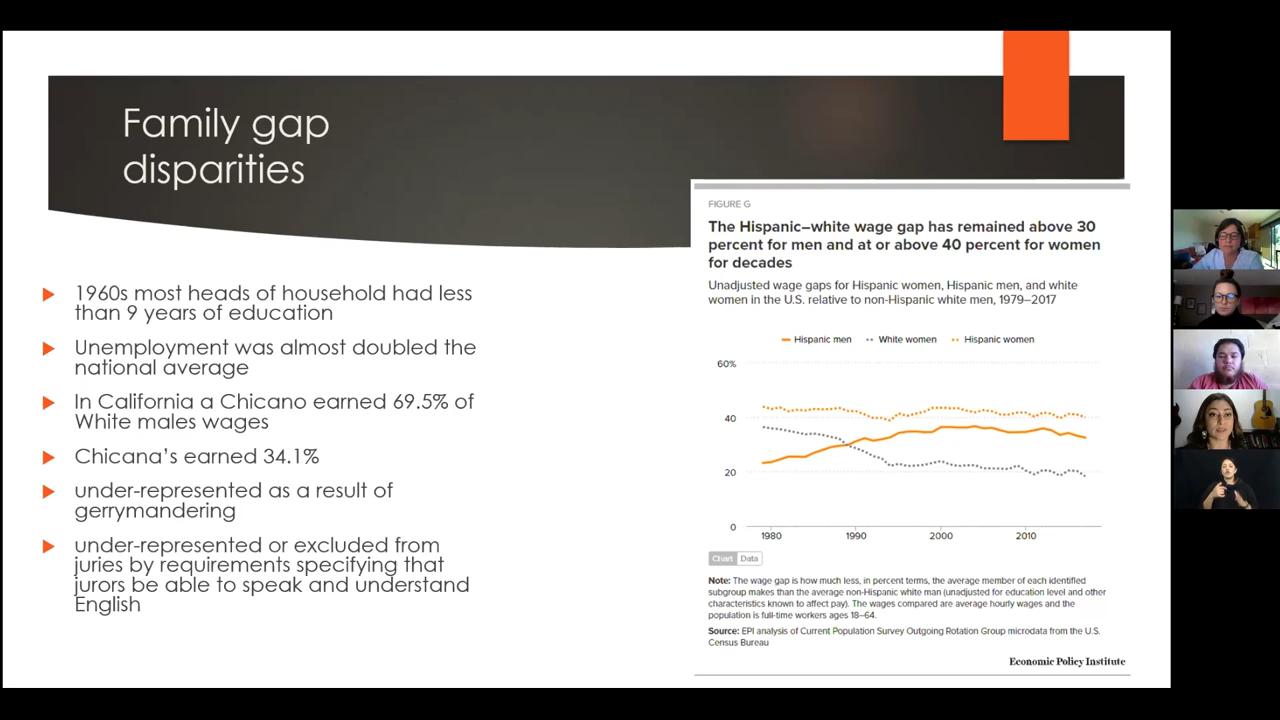 Family gap
disparities
1960s most heads of household had less
than 9 years of education
Unemployment was almost doubled the
national average
In California a Chicano earned 69.5% of
White males wages
Chicana's earned 34.1%
under-represented as a result of
gerrymandering
under-represented or excluded from
juries by requirements specifying that
jurors be able to speak and understand
English
FIGURE G
The Hispanic–white wage gap has remained above 30
percent for men and at or above 40 percent for women
for decades
Unadjusted wage gaps for Hispanic women, Hispanic men, and white
women in the U.S. relative to non-Hispanic white men, 1979–2017
Hispanic men White women Hispanic women
60%
40
20
0
1980 1990 2000 2010
Chart Data
Note: The wage gap is how much less, in percent terms, the average member of each identified
subgroup makes than the average non-Hispanic white man (unadjusted for education level and other
characteristics known to affect pay). The wages compared are average hourly wages and the
population is full-time workers ages 18–64.
Source: EPI analysis of Current Population Survey Outgoing Rotation Group microdata from the U.S.
Census Bureau
Economic Policy Institute